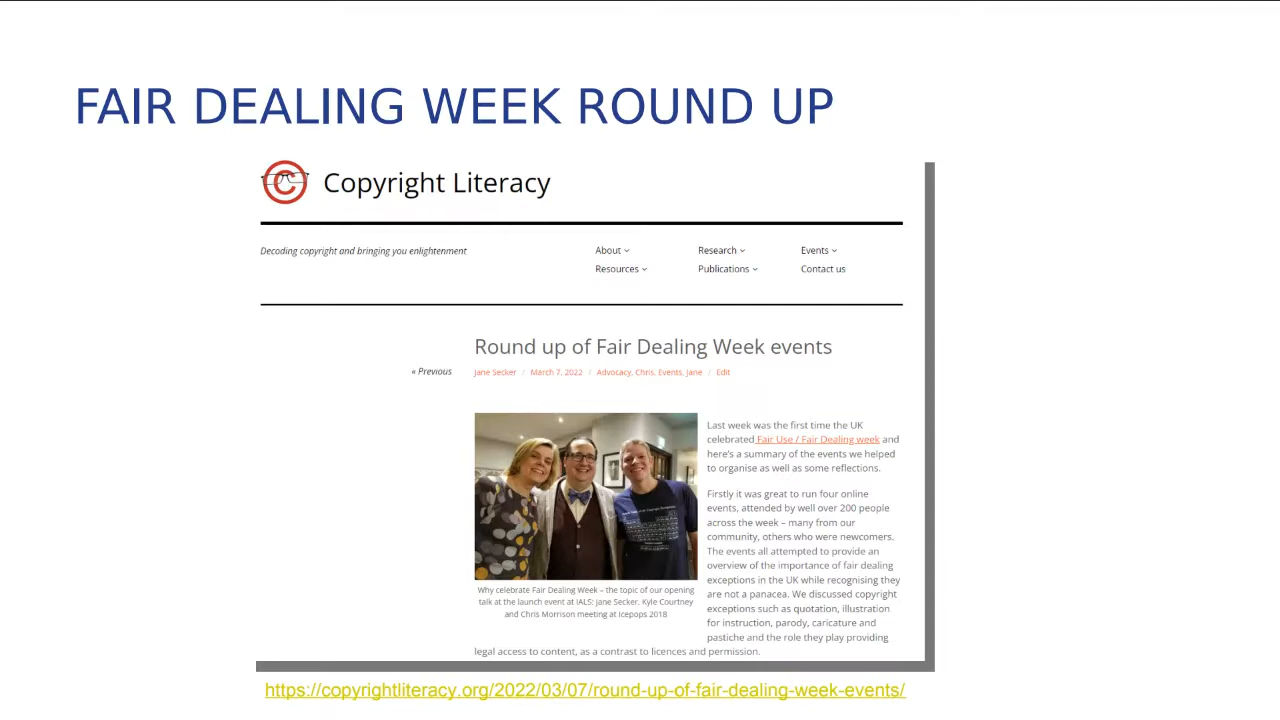 FAIR DEALING WEEK ROUND UP
Copyright Literacy
Decoding copyright and bringing you enlightenment
About
Research
Events
Resources
Publications
Contact us
Round up of Fair Dealing Week events
« Previous
Jane Secker / March 7, 2022 / Advocacy, Chris, Events, Jane / Edit
Last week was the first time the UK
celebrated Fair Use / Fair Dealing week and
here's a summary of the events we helped
to organise as well as some reflections.
Firstly it was great to run four online
events, attended by well over 200 people
across the week – many from our
community, others who were newcomers.
The events all attempted to provide an
overview of the importance of fair dealing
exceptions in the UK while recognising they
are not a panacea. We discussed copyright
exceptions such as quotation, illustration
for instruction, parody, caricature and
pastiche and the role they play providing
legal access to content, as a contrast to licences and permission.
Why celebrate Fair Dealing Week – the topic of our opening
talk at the launch event at IALS: Jane Secker, Kyle Courtney
and Chris Morrison meeting at Icepops 2018
https://copyrightliteracy.org/2022/03/07/round-up-of-fair-dealing-week-events/